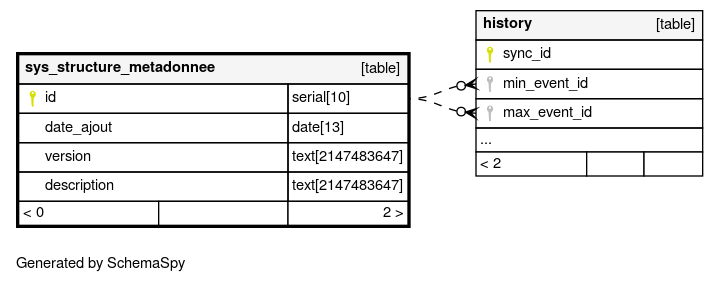 sys_structure_metadonnee [table]
id serial[10]
date_ajout date[13]
version text[2147483647]
description text[2147483647]
< 0 2 >
history [table]
sync_id
min_event_id
max_event_id
...
< 2
Generated by SchemaSpy